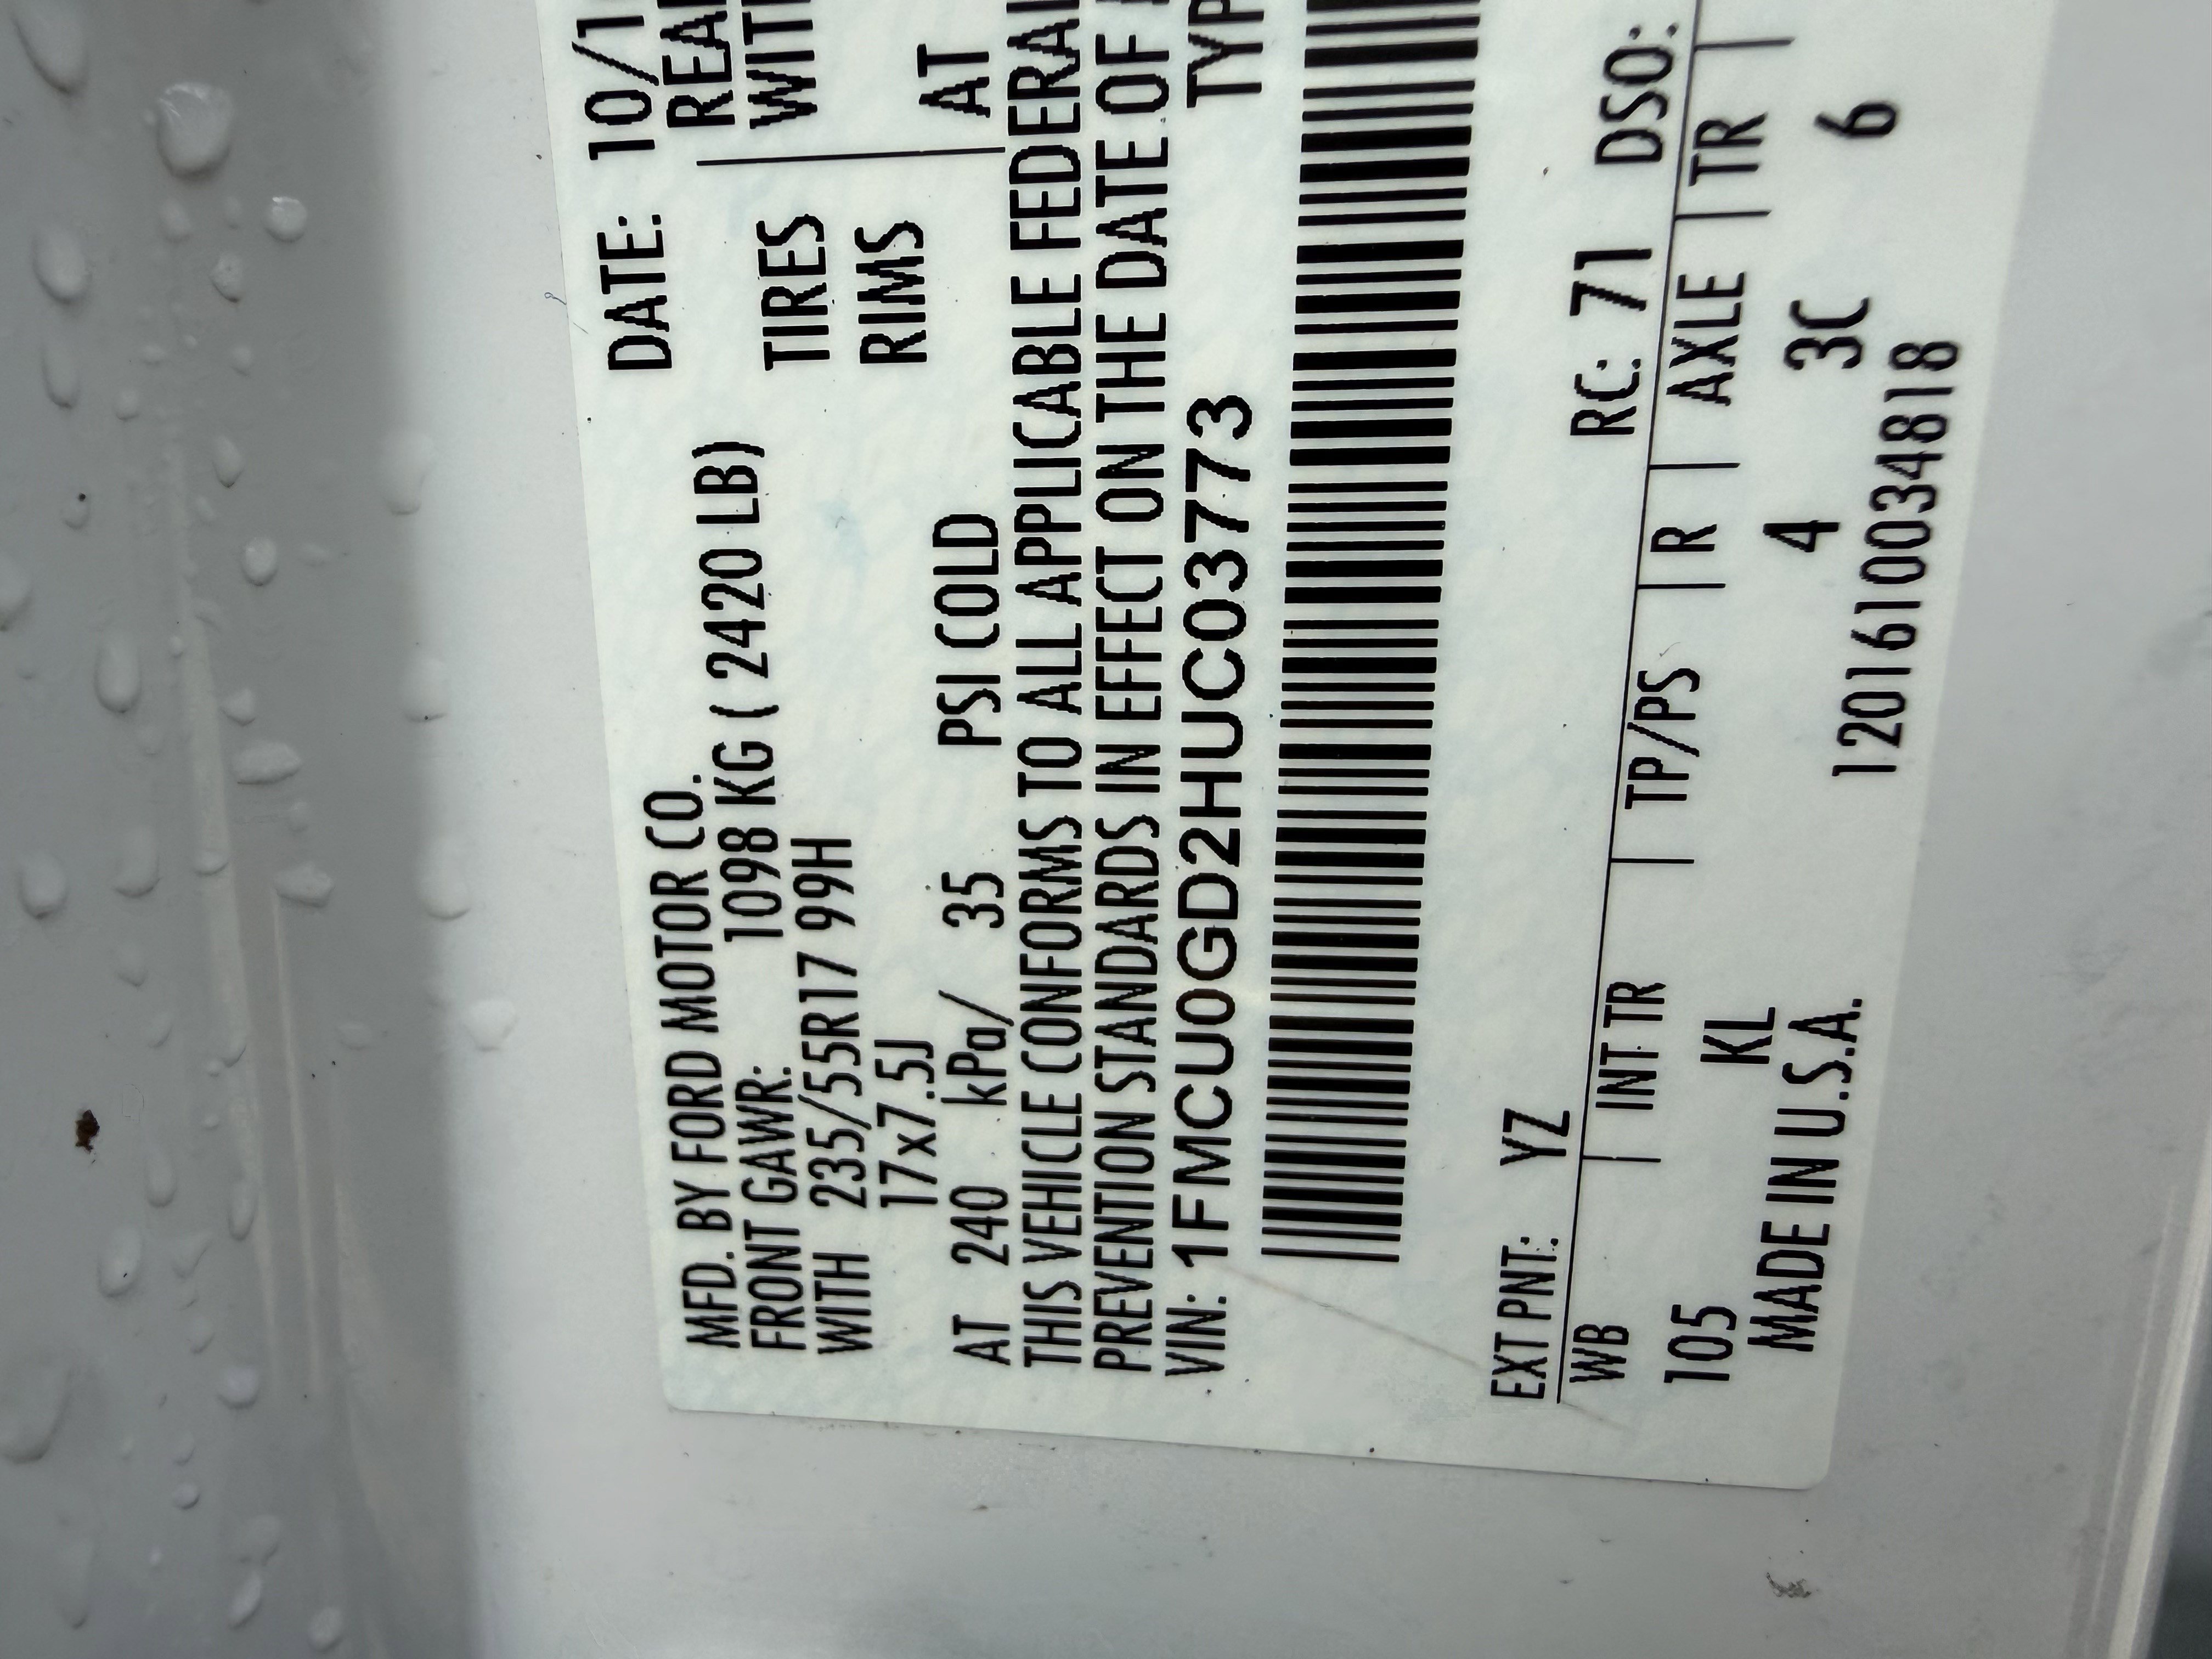 MFD. BY FORD MOTOR CO.
DATE: 10/1
FRONT GAWR: 1098 KG ( 2420 LB)
REA
WITH 235/55R17 99H
TIRES
WIT
17x7.5J
RIMS
AT 240 kPa/ 35 PSI COLD
AT
THIS VEHICLE CONFORMS TO ALL APPLICABLE FEDERA
PREVENTION STANDARDS IN EFFECT ON THE DATE OF
VIN: 1FMCU0GD2HUC03773
TYP
EXT PNT: YZ
RC: 71 DSO:
WB | INT TR | TP/PS | R | AXLE | TR |
105 KL 4 3C 6
MADE IN U.S.A.
1201610034818